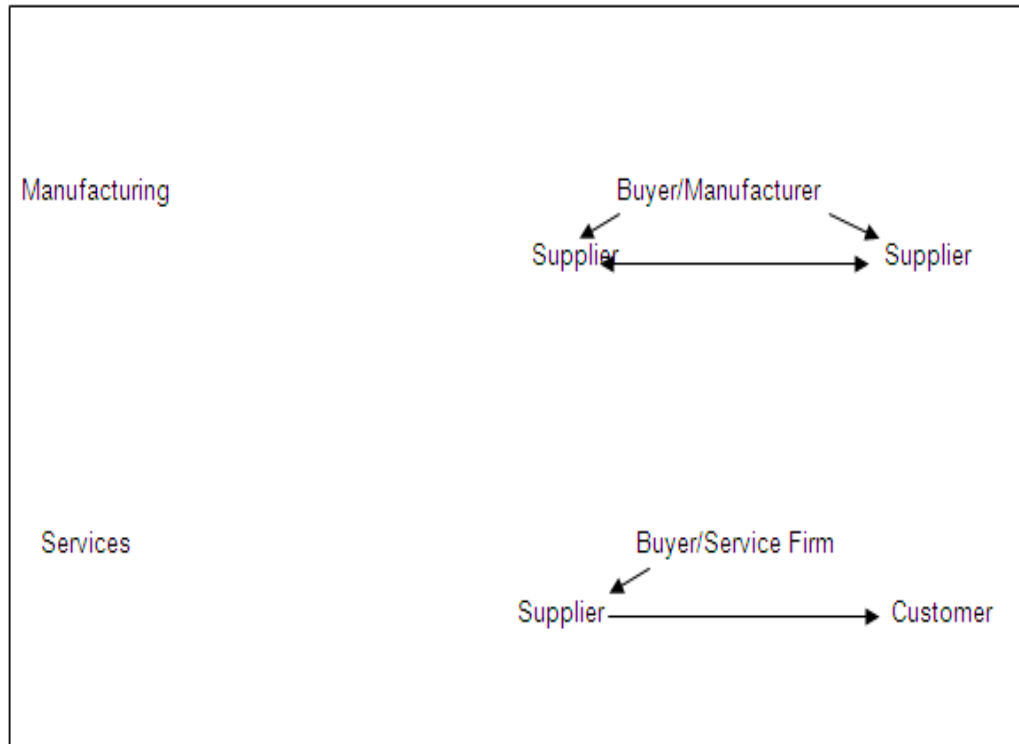 Manufacturing Buyer/Manufacturer
Supplier Supplier
Services Buyer/Service Firm
Supplier Customer